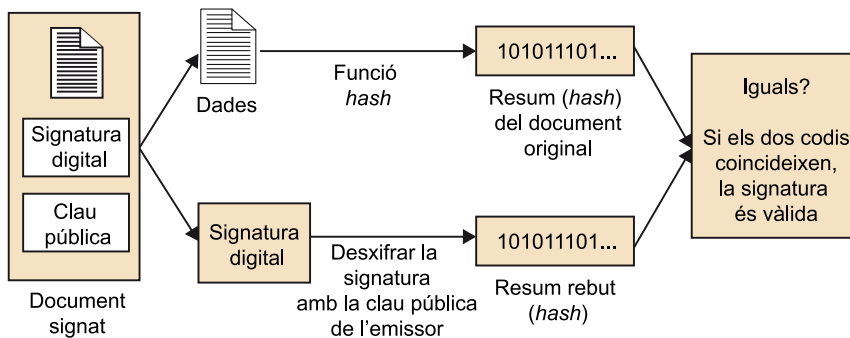 Signatura
digital
Clau
pública
Document
signat
Dades
Funció
hash
101011101...
Resum (hash)
del document
original
Signatura
digital
Desxifrar la
signatura
amb la clau pública
de l'emissor
101011101...
Resum rebut
(hash)
Iguals?
Si els dos codis
coincideixen,
la signatura
és vàlida